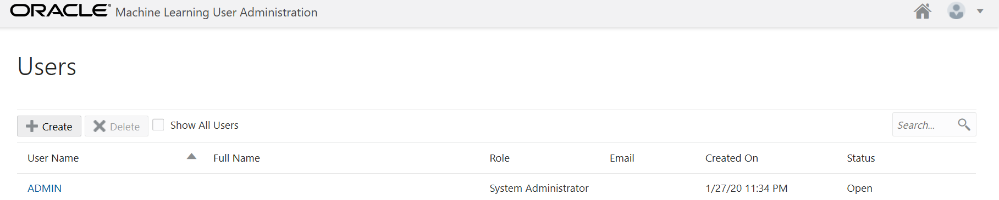 ORACLE® Machine Learning User Administration
Users
Create Delete Show All Users Search...
User Name Full Name Role Email Created On Status
ADMIN System Administrator 1/27/20 11:34 PM Open